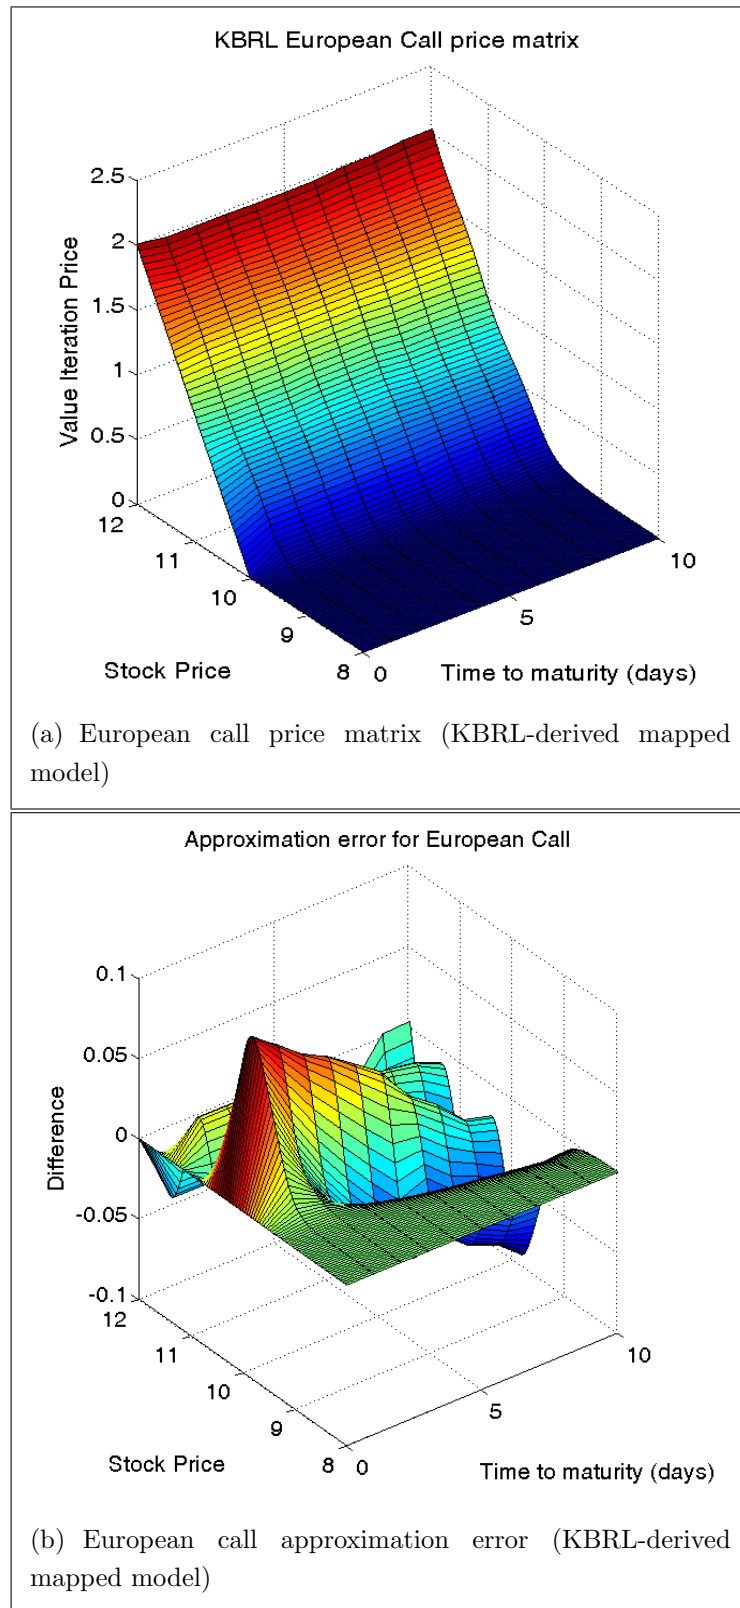 KBRL European Call price matrix
2.5
2
1.5
1
0.5
0
Value Iteration Price
12
11
10
9
8
Stock Price
0
5
10
Time to maturity (days)
(a) European call price matrix (KBRL-derived mapped
model)
Approximation error for European Call
0.1
0.05
0
-0.05
-0.1
Difference
12
11
10
9
8
Stock Price
0
5
10
Time to maturity (days)
(b) European call approximation error (KBRL-derived
mapped model)